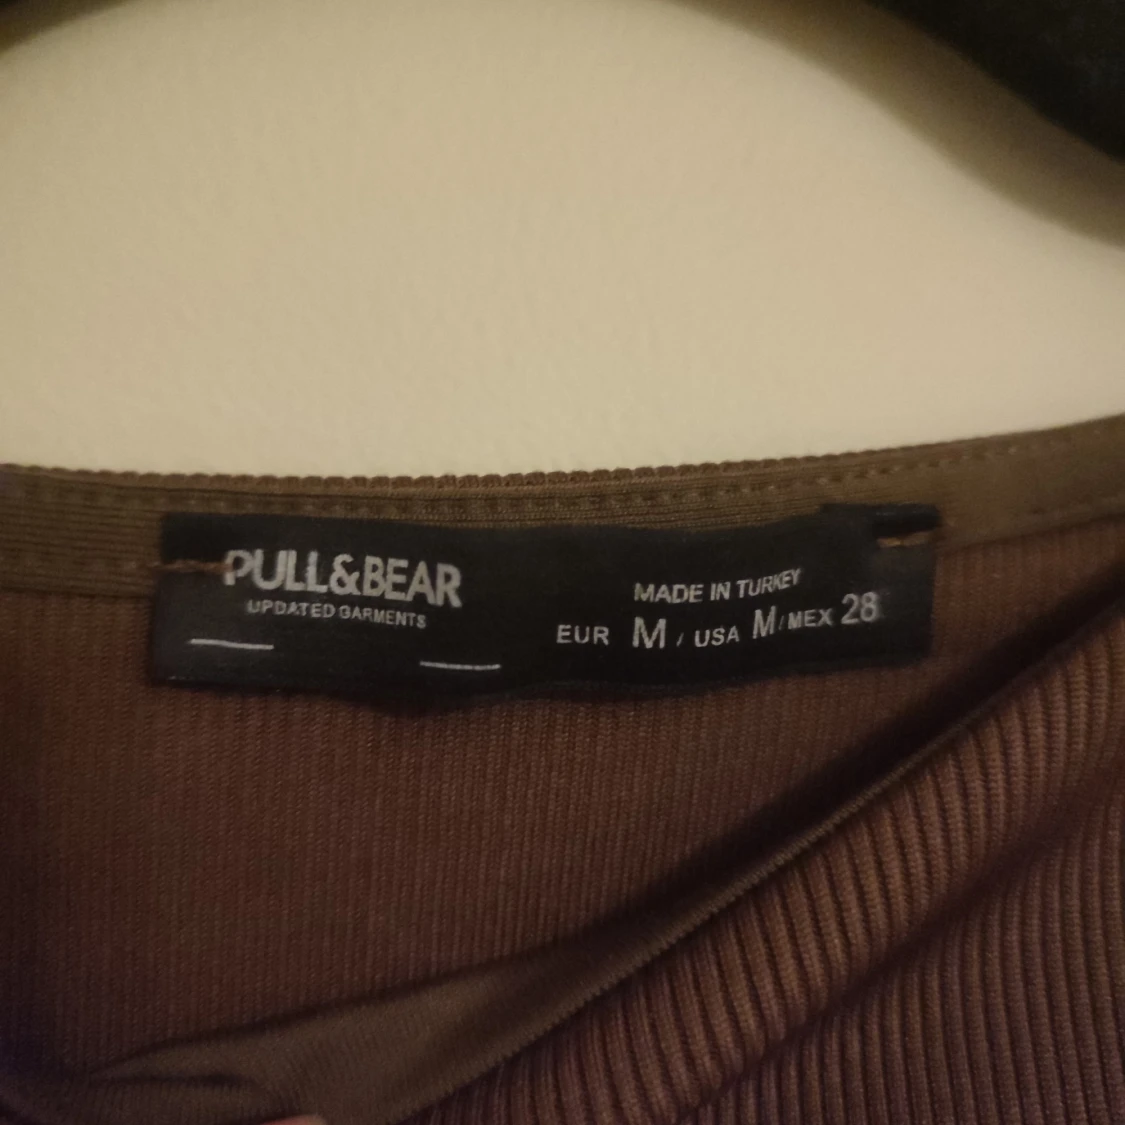 PULL&BEAR
UPDATED GARMENTS
MADE IN TURKEY
EUR M / USA M / MEX 28